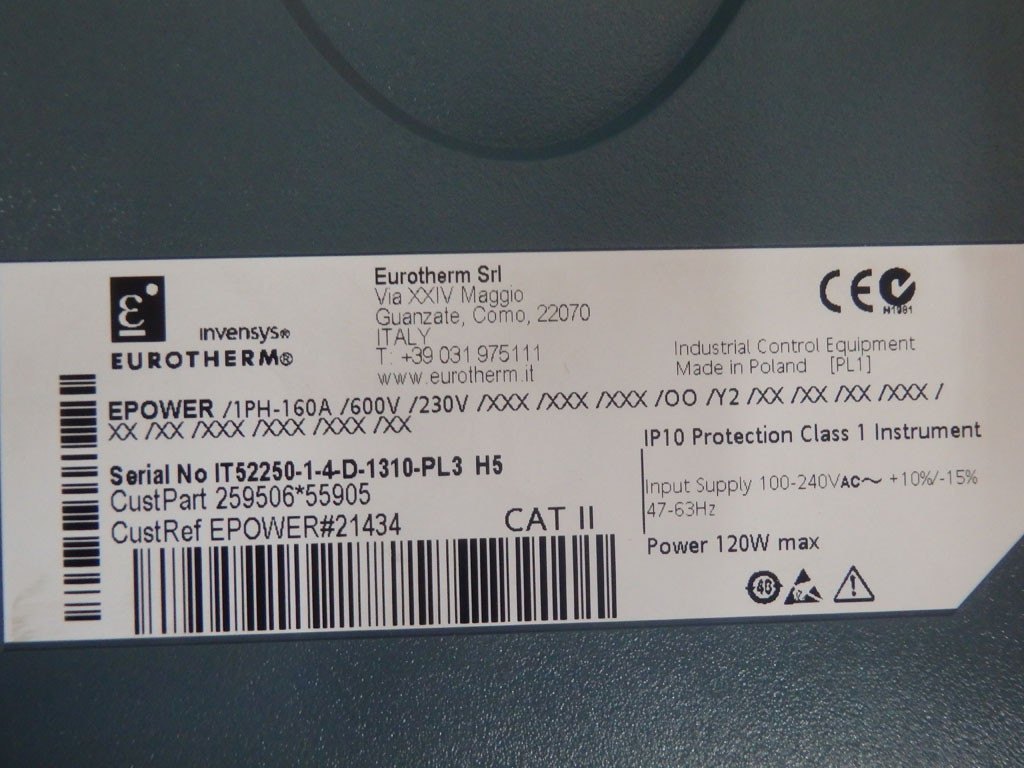 invensys®
EUROTHERM®
Eurotherm Srl
Via XXIV Maggio
Guanzate, Como, 22070
ITALY
T: +39 031 975111
www.eurotherm.it
CE
N1981
Industrial Control Equipment
Made in Poland [PL1]
EPOWER /1PH-160A /600V /230V /XXX /XXX /XXX /OO /Y2 /XX /XX /XX /XXX /
XX /XX /XXX /XXX /XXX /XX
Serial No IT52250-1-4-D-1310-PL3 H5
CustPart 259506*55905
CustRef EPOWER#21434
CAT II
IP10 Protection Class 1 Instrument
Input Supply 100-240VAC~ +10%/-15%
47-63Hz
Power 120W max
40